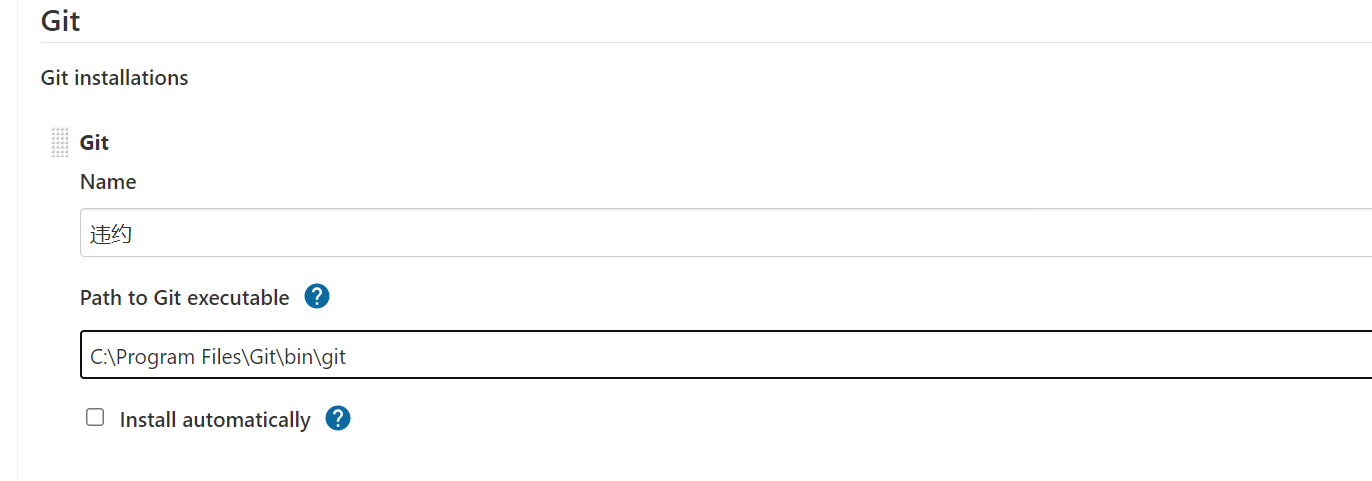 Git
Git installations
Git
Name
违约
Path to Git executable ?
C:\Program Files\Git\bin\git
Install automatically ?